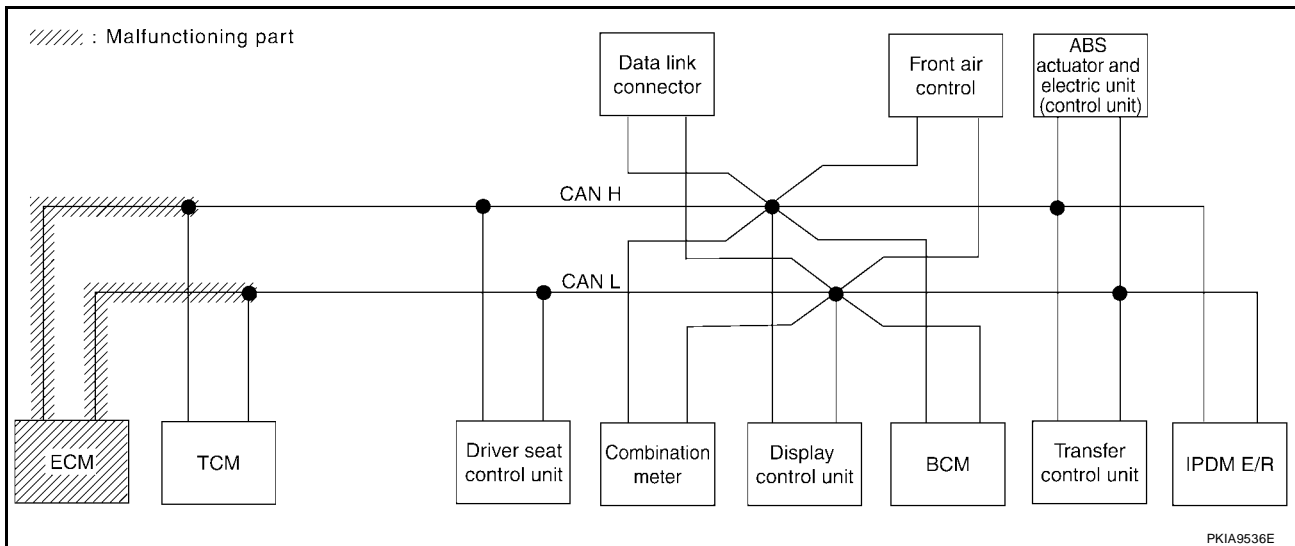 : Malfunctioning part
Data link
connector
Front air
control
ABS
actuator and
electric unit
(control unit)
CAN H
CAN L
ECM
TCM
Driver seat
control unit
Combination
meter
Display
control unit
BCM
Transfer
control unit
IPDM E/R
PKIA9536E